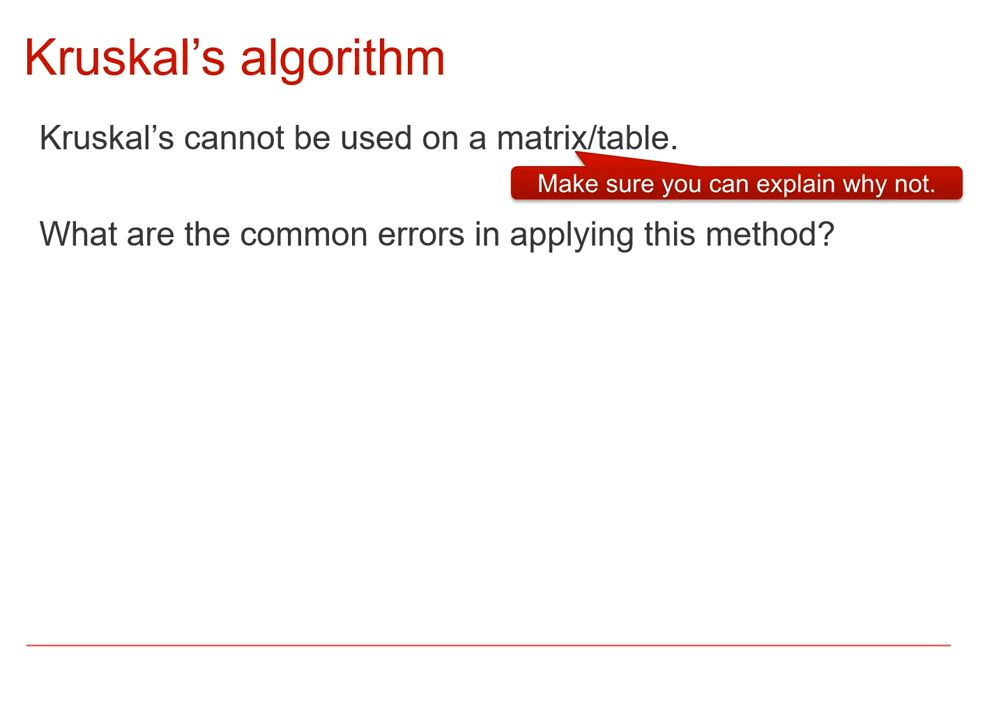 Kruskal’s algorithm
Kruskal’s cannot be used on a matrix/table.
Make sure you can explain why not.
What are the common errors in applying this method?